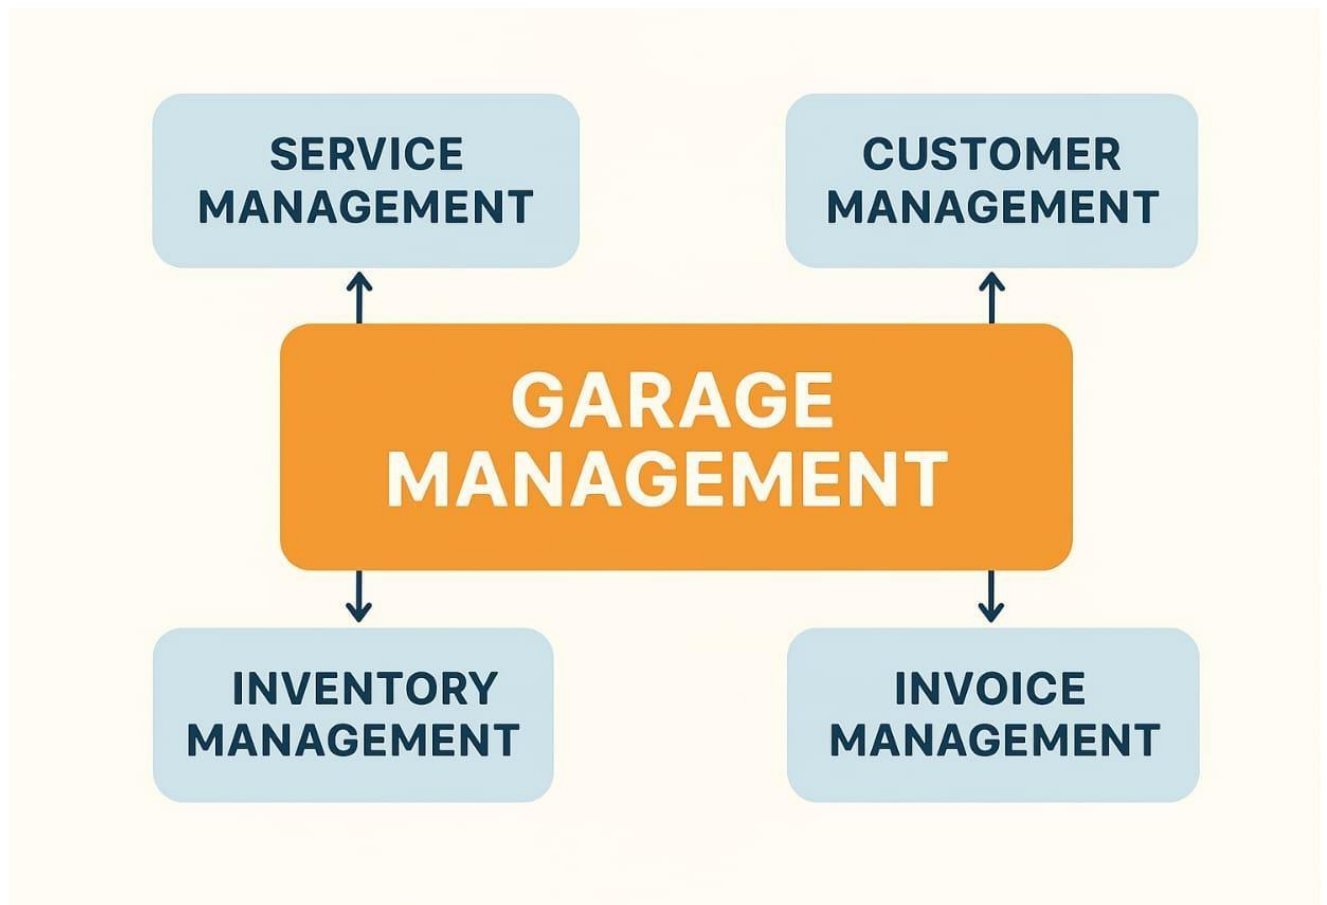 SERVICE
MANAGEMENT
CUSTOMER
MANAGEMENT
GARAGE
MANAGEMENT
INVENTORY
MANAGEMENT
INVOICE
MANAGEMENT